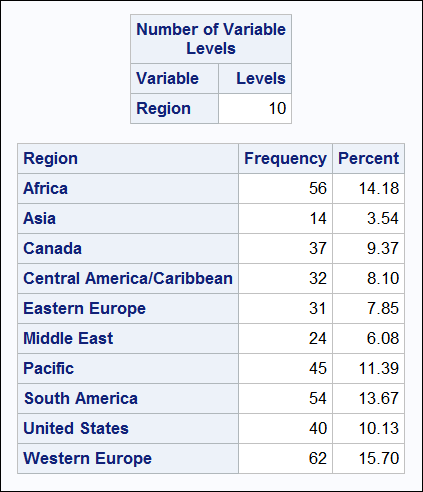 Number of Variable
Levels
Variable Levels
Region 10
Region Frequency Percent
Africa 56 14.18
Asia 14 3.54
Canada 37 9.37
Central America/Caribbean 32 8.10
Eastern Europe 31 7.85
Middle East 24 6.08
Pacific 45 11.39
South America 54 13.67
United States 40 10.13
Western Europe 62 15.70